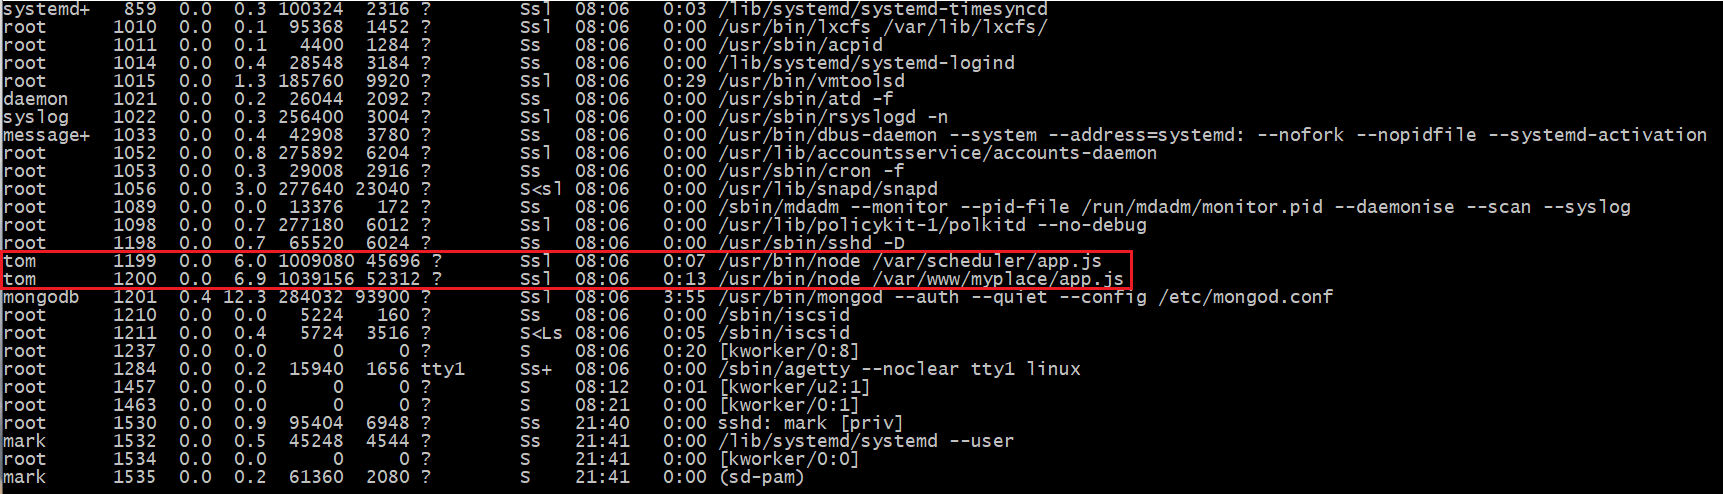 systemd+ 859 0.0 0.3 100324 2316 ? Ssl 08:06 0:03 /lib/systemd/systemd-timesyncd
root 1010 0.0 0.1 95368 1452 ? Ssl 08:06 0:00 /usr/bin/lxcfs /var/lib/lxcfs/
root 1011 0.0 0.1 4400 1284 ? Ss 08:06 0:00 /usr/sbin/acpid
root 1014 0.0 0.4 28548 3184 ? Ss 08:06 0:00 /lib/systemd/systemd-logind
root 1015 0.0 1.3 185760 9920 ? Ssl 08:06 0:29 /usr/bin/vmtoolsd
daemon 1021 0.0 0.2 26044 2092 ? Ss 08:06 0:00 /usr/sbin/atd -f
syslog 1022 0.0 0.3 256400 3004 ? Ssl 08:06 0:00 /usr/sbin/rsyslogd -n
message+ 1033 0.0 0.4 42908 3780 ? Ss 08:06 0:00 /usr/bin/dbus-daemon --system --address=systemd: --nofork --nopidfile --systemd-activation
root 1052 0.0 0.8 275892 6204 ? Ssl 08:06 0:00 /usr/lib/accountsservice/accounts-daemon
root 1053 0.0 0.3 29008 2916 ? Ss 08:06 0:00 /usr/sbin/cron -f
root 1056 0.0 3.0 277640 23040 ? S<sl 08:06 0:00 /usr/lib/snapd/snapd
root 1089 0.0 0.0 13376 172 ? Ss 08:06 0:00 /sbin/mdadm --monitor --pid-file /run/mdadm/monitor.pid --daemonise --scan --syslog
root 1098 0.0 0.7 277180 6012 ? Ssl 08:06 0:00 /usr/lib/policykit-1/polkitd --no-debug
root 1198 0.0 0.7 65520 6024 ? Ss 08:06 0:00 /usr/sbin/sshd -D
tom 1199 0.0 6.0 1009080 45696 ? Ssl 08:06 0:07 /usr/bin/node /var/scheduler/app.js
tom 1200 0.0 6.9 1039156 52312 ? Ssl 08:06 0:13 /usr/bin/node /var/www/myplace/app.js
mongodb 1201 0.4 12.3 284032 93900 ? Ssl 08:06 3:55 /usr/bin/mongod --auth --quiet --config /etc/mongod.conf
root 1210 0.0 0.0 5224 160 ? Ss 08:06 0:00 /sbin/iscsid
root 1211 0.0 0.4 5724 3516 ? S<Ls 08:06 0:05 /sbin/iscsid
root 1237 0.0 0.0 0 0 ? S 08:06 0:20 [kworker/0:8]
root 1284 0.0 0.2 15940 1656 tty1 Ss+ 08:06 0:00 /sbin/agetty --noclear tty1 linux
root 1457 0.0 0.0 0 0 ? S 08:12 0:01 [kworker/u2:1]
root 1463 0.0 0.0 0 0 ? S 08:21 0:00 [kworker/0:1]
root 1530 0.0 0.9 95404 6948 ? Ss 21:40 0:00 sshd: mark [priv]
mark 1532 0.0 0.5 45248 4544 ? Ss 21:41 0:00 /lib/systemd/systemd --user
root 1534 0.0 0.0 0 0 ? S 21:41 0:00 [kworker/0:0]
mark 1535 0.0 0.2 61360 2080 ? S 21:41 0:00 (sd-pam)